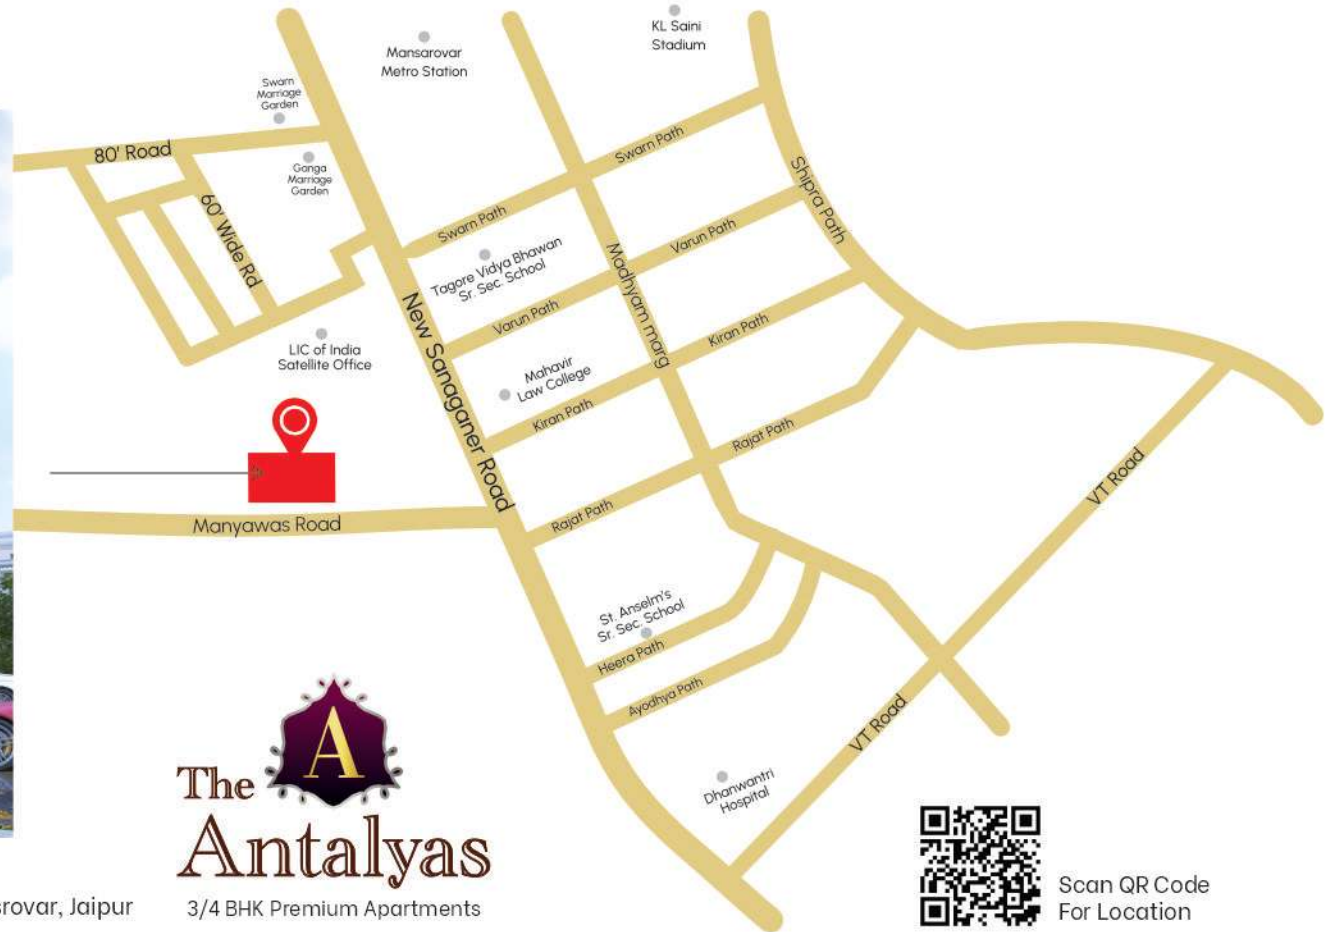 KL Saini
Stadium
Mansarovar
Metro Station
Swarn
Marriage
Garden
80' Road
Ganga
Marriage
Garden
60' Wide Rd
Swarn Path
Swarn Path
Shipra Path
Tagore Vidya Bhawan
Sr. Sec. School
Varun Path
Varun Path
Madhyam marg
New Sanaganer Road
LIC of India
Satellite Office
Mahavir
Law College
Kiran Path
Kiran Path
Rajat Path
Rajat Path
Manyawas Road
VT Road
St. Anselm's
Sr. Sec. School
Heera Path
Ayodhya Path
VT Road
Dhanwantri
Hospital
A
The
Antalyas
3/4 BHK Premium Apartments
Jaipur
Scan QR Code
For Location